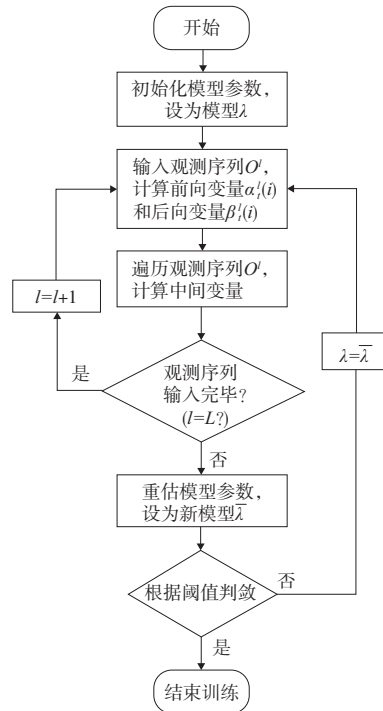 开始
初始化模型参数,
设为模型λ
输入观测序列Oˡ,
计算前向变量αₜˡ(i)
和后向变量βₜˡ(i)
遍历观测序列Oˡ,
计算中间变量
l=l+1
λ=λ̅
是
观测序列
输入完毕?
(l=L?)
否
重估模型参数,
设为新模型λ̅
根据阈值判敛
否
是
结束训练